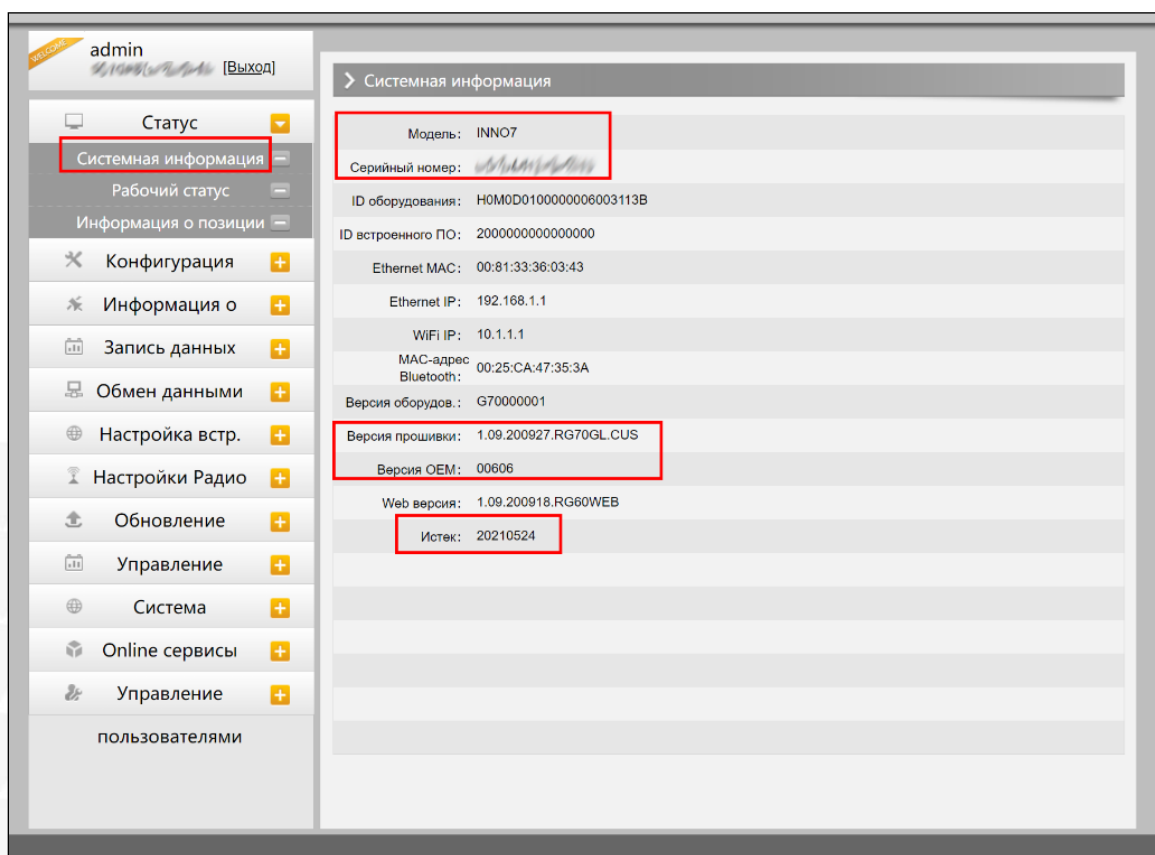 WELCOME
admin
[Выход]
Статус
Системная информация
Рабочий статус
Информация о позиции
Конфигурация
Информация о
Запись данных
Обмен данными
Настройка встр.
Настройки Радио
Обновление
Управление
Система
Online сервисы
Управление
пользователями
Системная информация
Модель: INNO7
Серийный номер:
ID оборудования: H0M0D0100000006003113B
ID встроенного ПО: 2000000000000000
Ethernet MAC: 00:81:33:36:03:43
Ethernet IP: 192.168.1.1
WiFi IP: 10.1.1.1
MAC-адрес
Bluetooth: 00:25:CA:47:35:3A
Версия оборудов.: G70000001
Версия прошивки: 1.09.200927.RG70GL.CUS
Версия OEM: 00606
Web версия: 1.09.200918.RG60WEB
Истек: 20210524